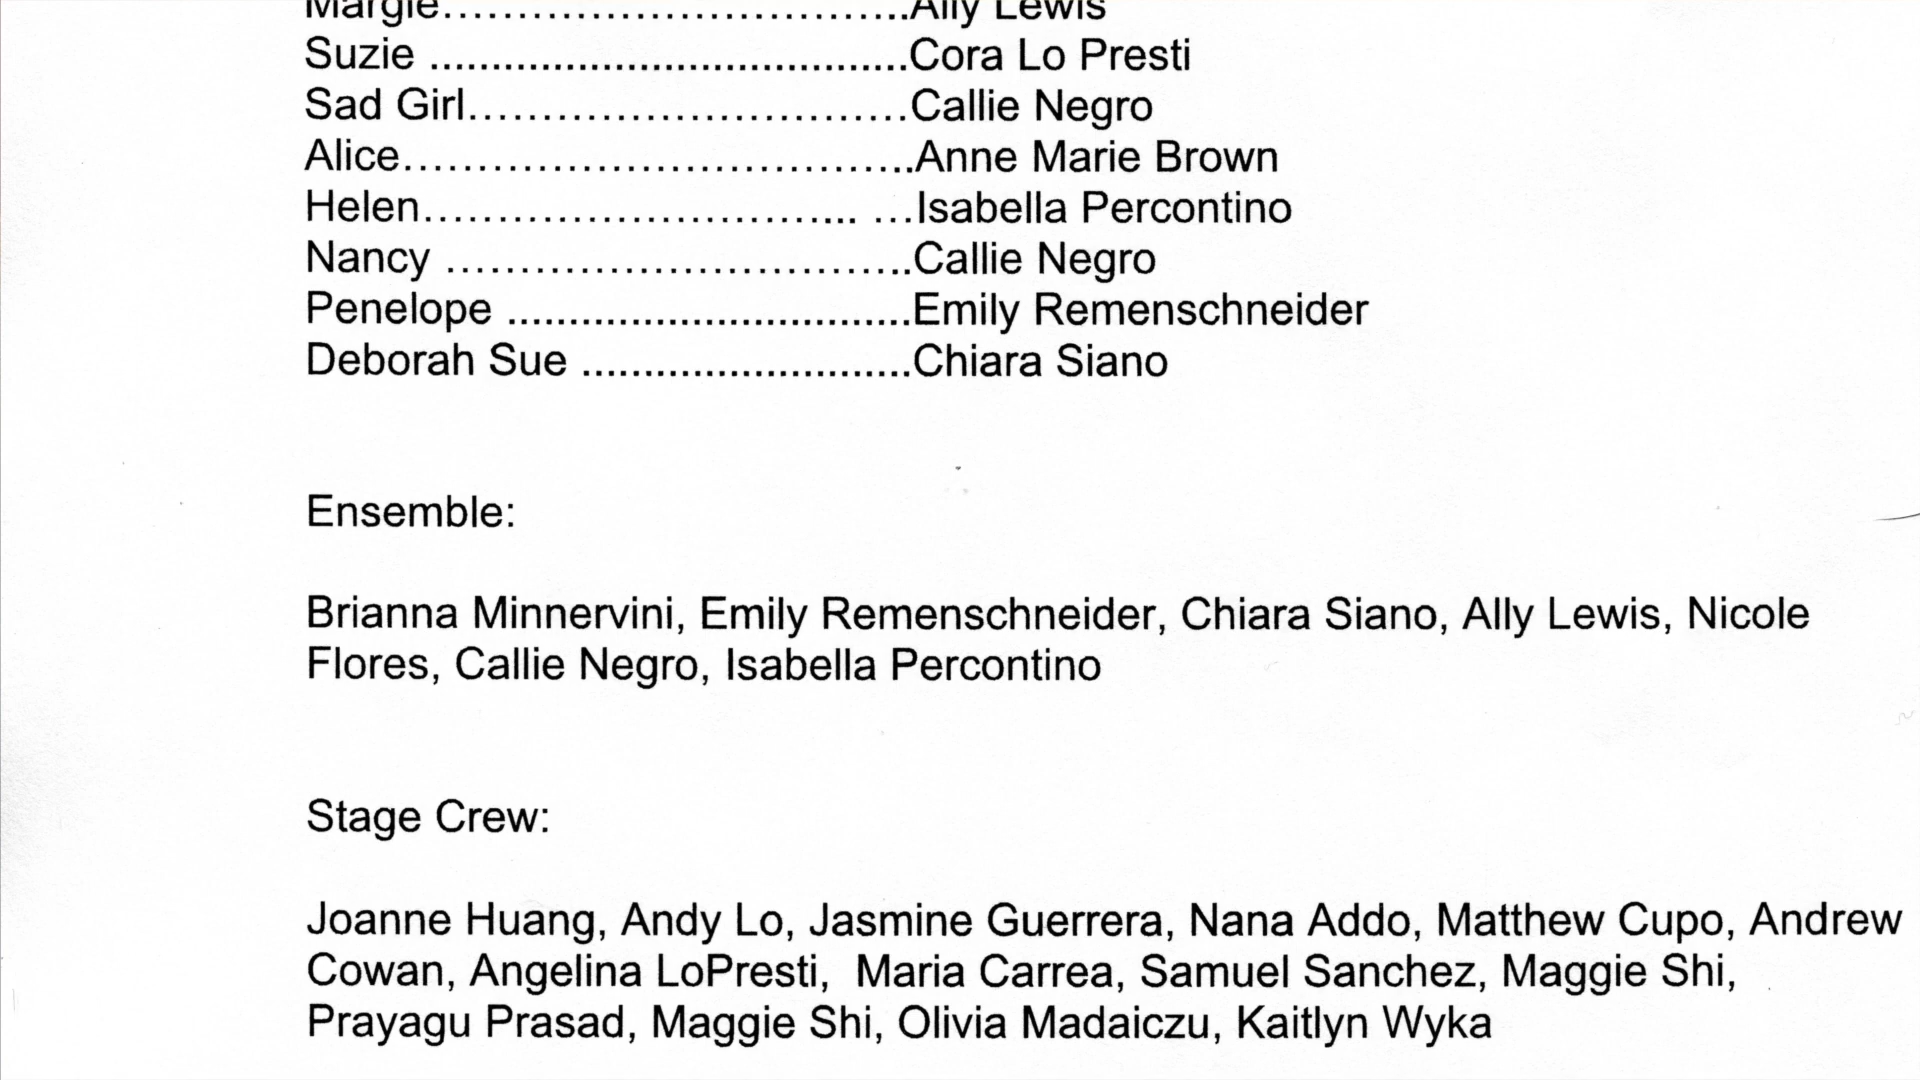 Margie……………………………..Ally Lewis
Suzie ......................................Cora Lo Presti
Sad Girl…………………………Callie Negro
Alice……………………………..Anne Marie Brown
Helen………………………... …Isabella Percontino
Nancy …………………………..Callie Negro
Penelope ................................Emily Remenschneider
Deborah Sue ..........................Chiara Siano
Ensemble:
Brianna Minnervini, Emily Remenschneider, Chiara Siano, Ally Lewis, Nicole
Flores, Callie Negro, Isabella Percontino
Stage Crew:
Joanne Huang, Andy Lo, Jasmine Guerrera, Nana Addo, Matthew Cupo, Andrew
Cowan, Angelina LoPresti,  Maria Carrea, Samuel Sanchez, Maggie Shi,
Prayagu Prasad, Maggie Shi, Olivia Madaiczu, Kaitlyn Wyka